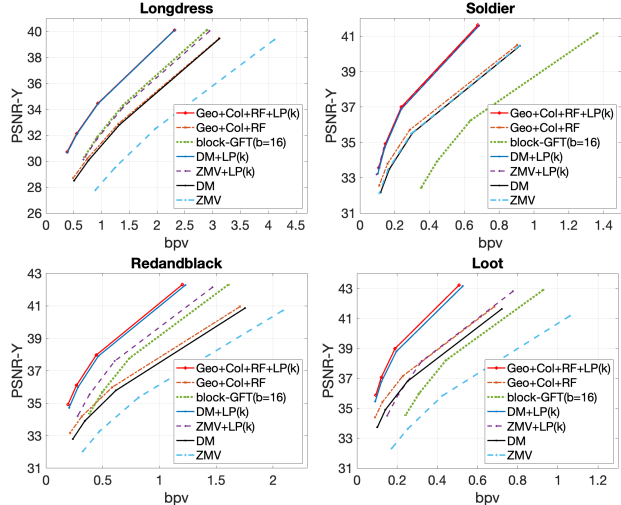 Longdress
PSNR-Y
40
38
36
34
32
30
28
26
0
0.5
1
1.5
2
2.5
3
3.5
4
4.5
bpv
Geo+Col+RF+LP(k)
Geo+Col+RF
block-GFT(b=16)
DM+LP(k)
ZMV+LP(k)
DM
ZMV
Soldier
PSNR-Y
41
39
37
35
33
31
0
0.2
0.4
0.6
0.8
1
1.2
1.4
bpv
Geo+Col+RF+LP(k)
Geo+Col+RF
block-GFT(b=16)
DM+LP(k)
ZMV+LP(k)
DM
ZMV
Redandblack
PSNR-Y
43
41
39
37
35
33
31
0
0.5
1
1.5
2
bpv
Geo+Col+RF+LP(k)
Geo+Col+RF
block-GFT(b=16)
DM+LP(k)
ZMV+LP(k)
DM
ZMV
Loot
PSNR-Y
43
41
39
37
35
33
31
0
0.2
0.4
0.6
0.8
1
1.2
bpv
Geo+Col+RF+LP(k)
Geo+Col+RF
block-GFT(b=16)
DM+LP(k)
ZMV+LP(k)
DM
ZMV